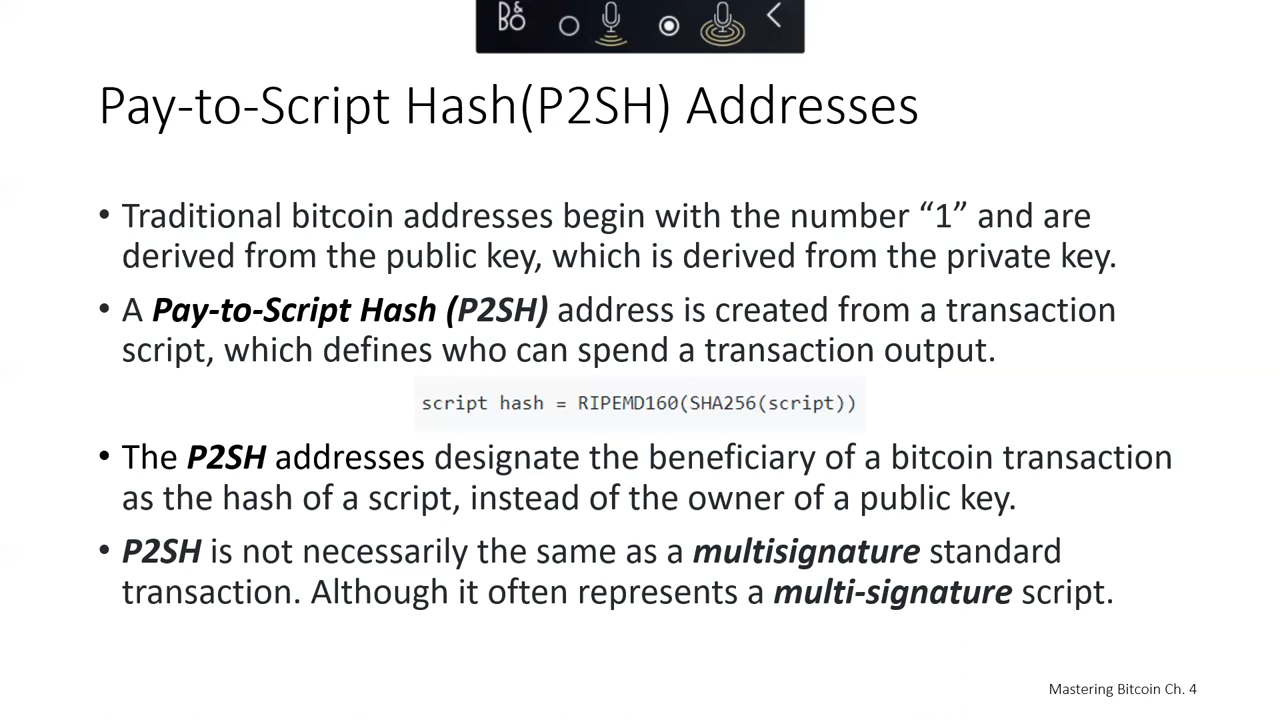 B&O
Pay-to-Script Hash(P2SH) Addresses
• Traditional bitcoin addresses begin with the number “1” and are
derived from the public key, which is derived from the private key.
• A Pay-to-Script Hash (P2SH) address is created from a transaction
script, which defines who can spend a transaction output.
script hash = RIPEMD160(SHA256(script))
• The P2SH addresses designate the beneficiary of a bitcoin transaction
as the hash of a script, instead of the owner of a public key.
• P2SH is not necessarily the same as a multisignature standard
transaction. Although it often represents a multi-signature script.
Mastering Bitcoin Ch. 4